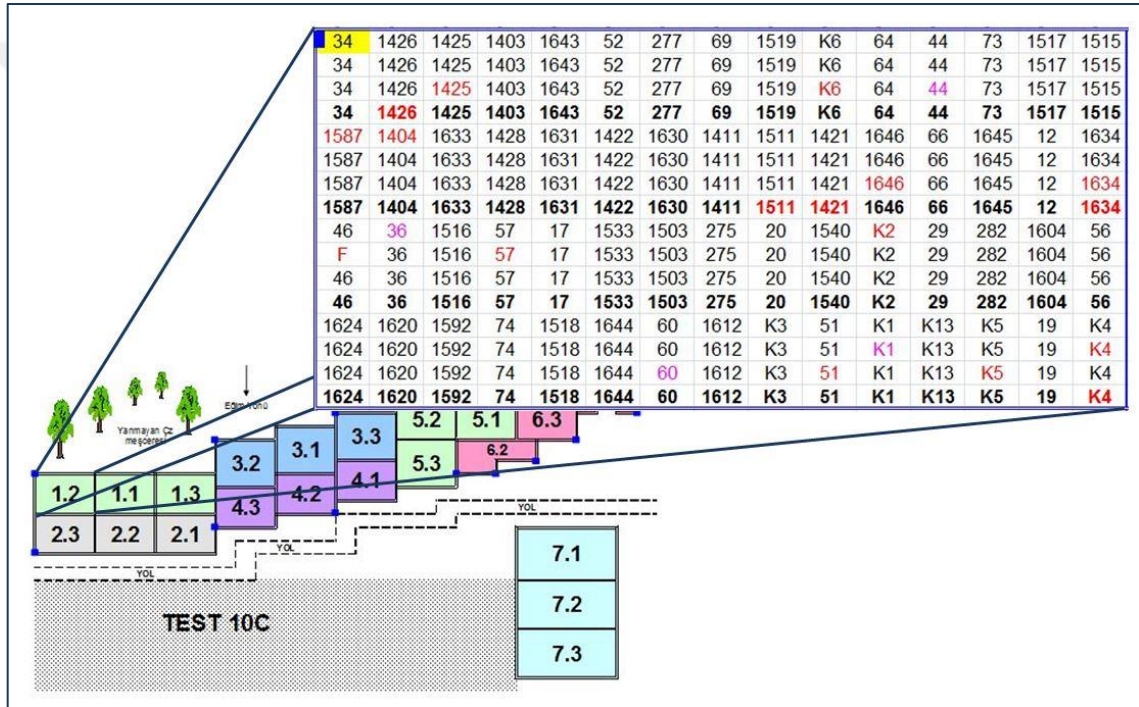 34 1426 1425 1403 1643 52 277 69 1519 K6 64 44 73 1517 1515
34 1426 1425 1403 1643 52 277 69 1519 K6 64 44 73 1517 1515
34 1426 1425 1403 1643 52 277 69 1519 K6 64 44 73 1517 1515
34 1426 1425 1403 1643 52 277 69 1519 K6 64 44 73 1517 1515
1587 1404 1633 1428 1631 1422 1630 1411 1511 1421 1646 66 1645 12 1634
1587 1404 1633 1428 1631 1422 1630 1411 1511 1421 1646 66 1645 12 1634
1587 1404 1633 1428 1631 1422 1630 1411 1511 1421 1646 66 1645 12 1634
1587 1404 1633 1428 1631 1422 1630 1411 1511 1421 1646 66 1645 12 1634
46 36 1516 57 17 1533 1503 275 20 1540 K2 29 282 1604 56
F 36 1516 57 17 1533 1503 275 20 1540 K2 29 282 1604 56
46 36 1516 57 17 1533 1503 275 20 1540 K2 29 282 1604 56
46 36 1516 57 17 1533 1503 275 20 1540 K2 29 282 1604 56
1624 1620 1592 74 1518 1644 60 1612 K3 51 K1 K13 K5 19 K4
1624 1620 1592 74 1518 1644 60 1612 K3 51 K1 K13 K5 19 K4
1624 1620 1592 74 1518 1644 60 1612 K3 51 K1 K13 K5 19 K4
1624 1620 1592 74 1518 1644 60 1612 K3 51 K1 K13 K5 19 K4
Eğim Yönü
Yanmayan Çz
meşceresi
5.2 5.1 6.3
3.2 3.1 3.3 5.3 6.2
1.2 1.1 1.3 4.3 4.2 4.1
2.3 2.2 2.1
YOL
YOL
YOL
7.1
7.2
7.3
TEST 10C